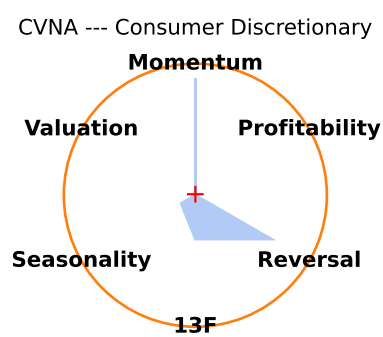 CVNA --- Consumer Discretionary
Momentum
Valuation
Profitability
Seasonality
Reversal
13F